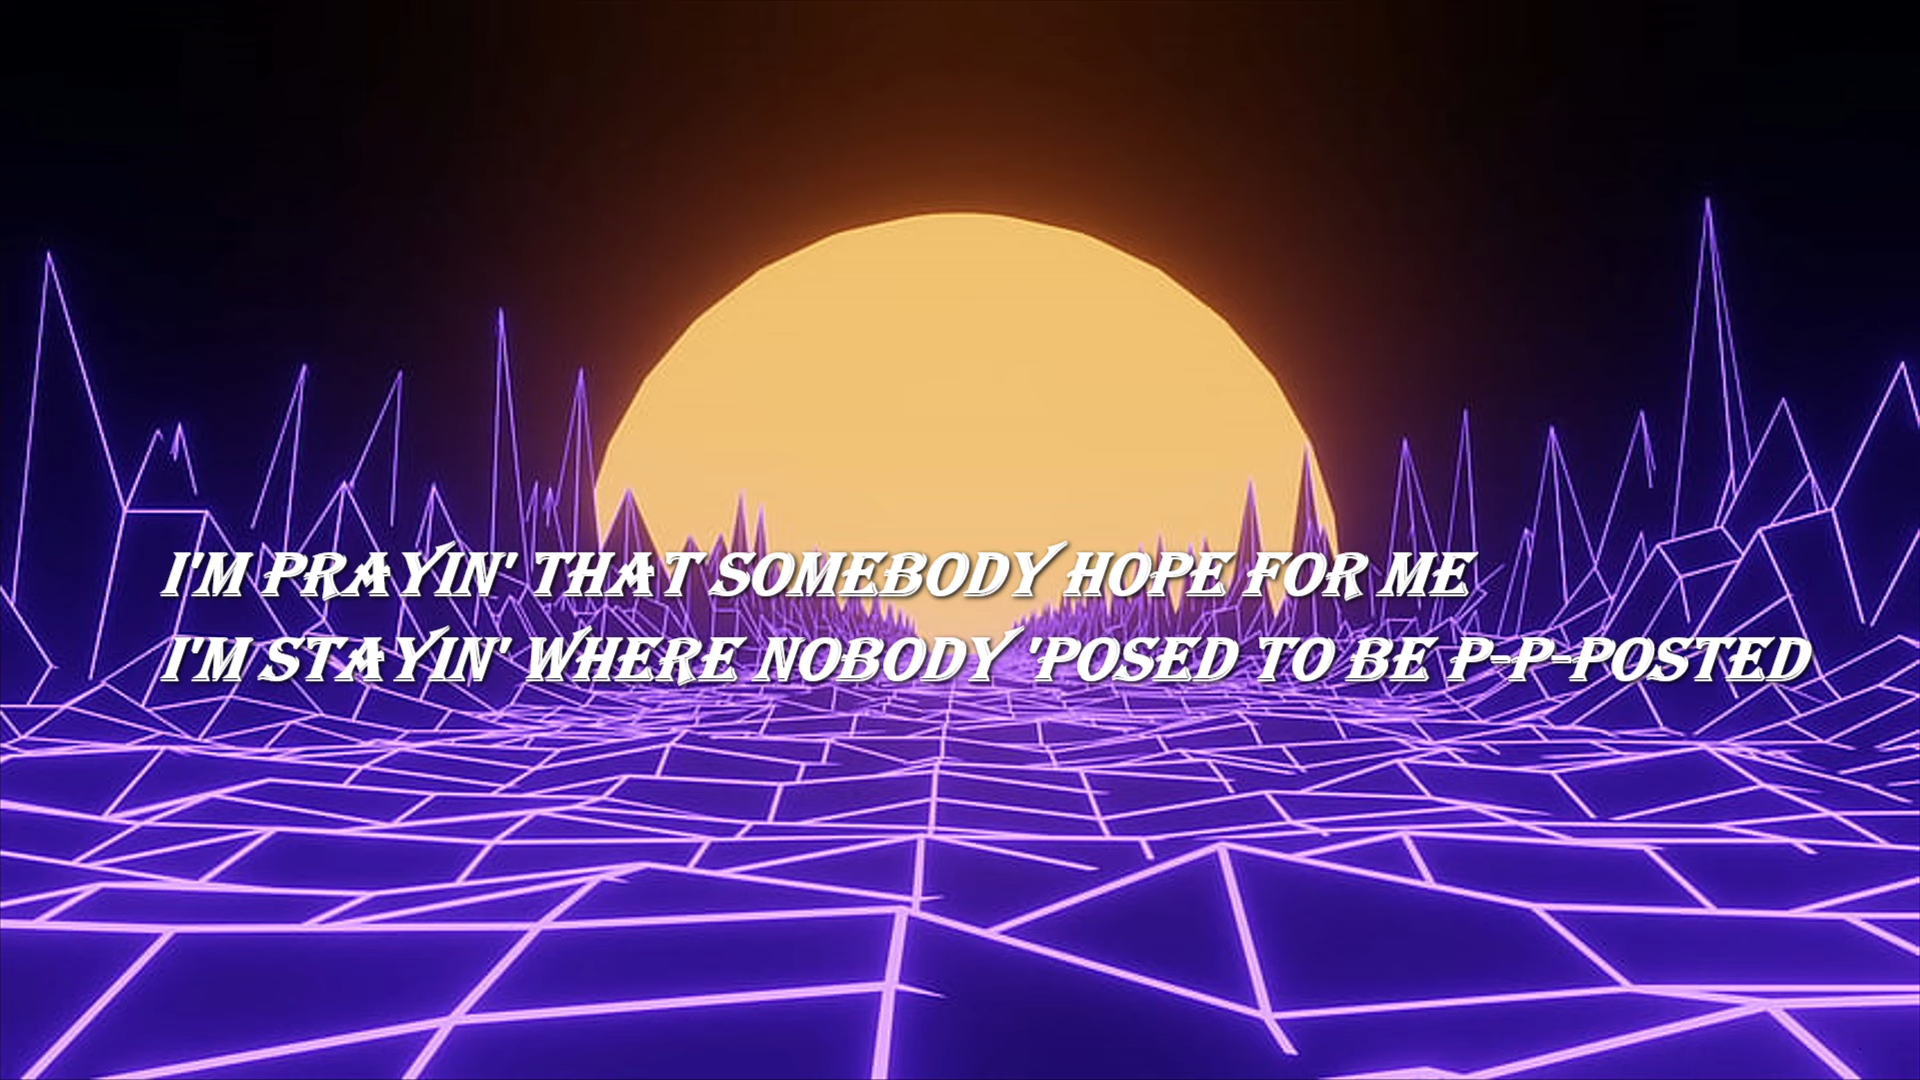 I'M PRAYIN' THAT SOMEBODY HOPE FOR ME
I'M STAYIN' WHERE NOBODY 'POSED TO BE P-P-POSTED